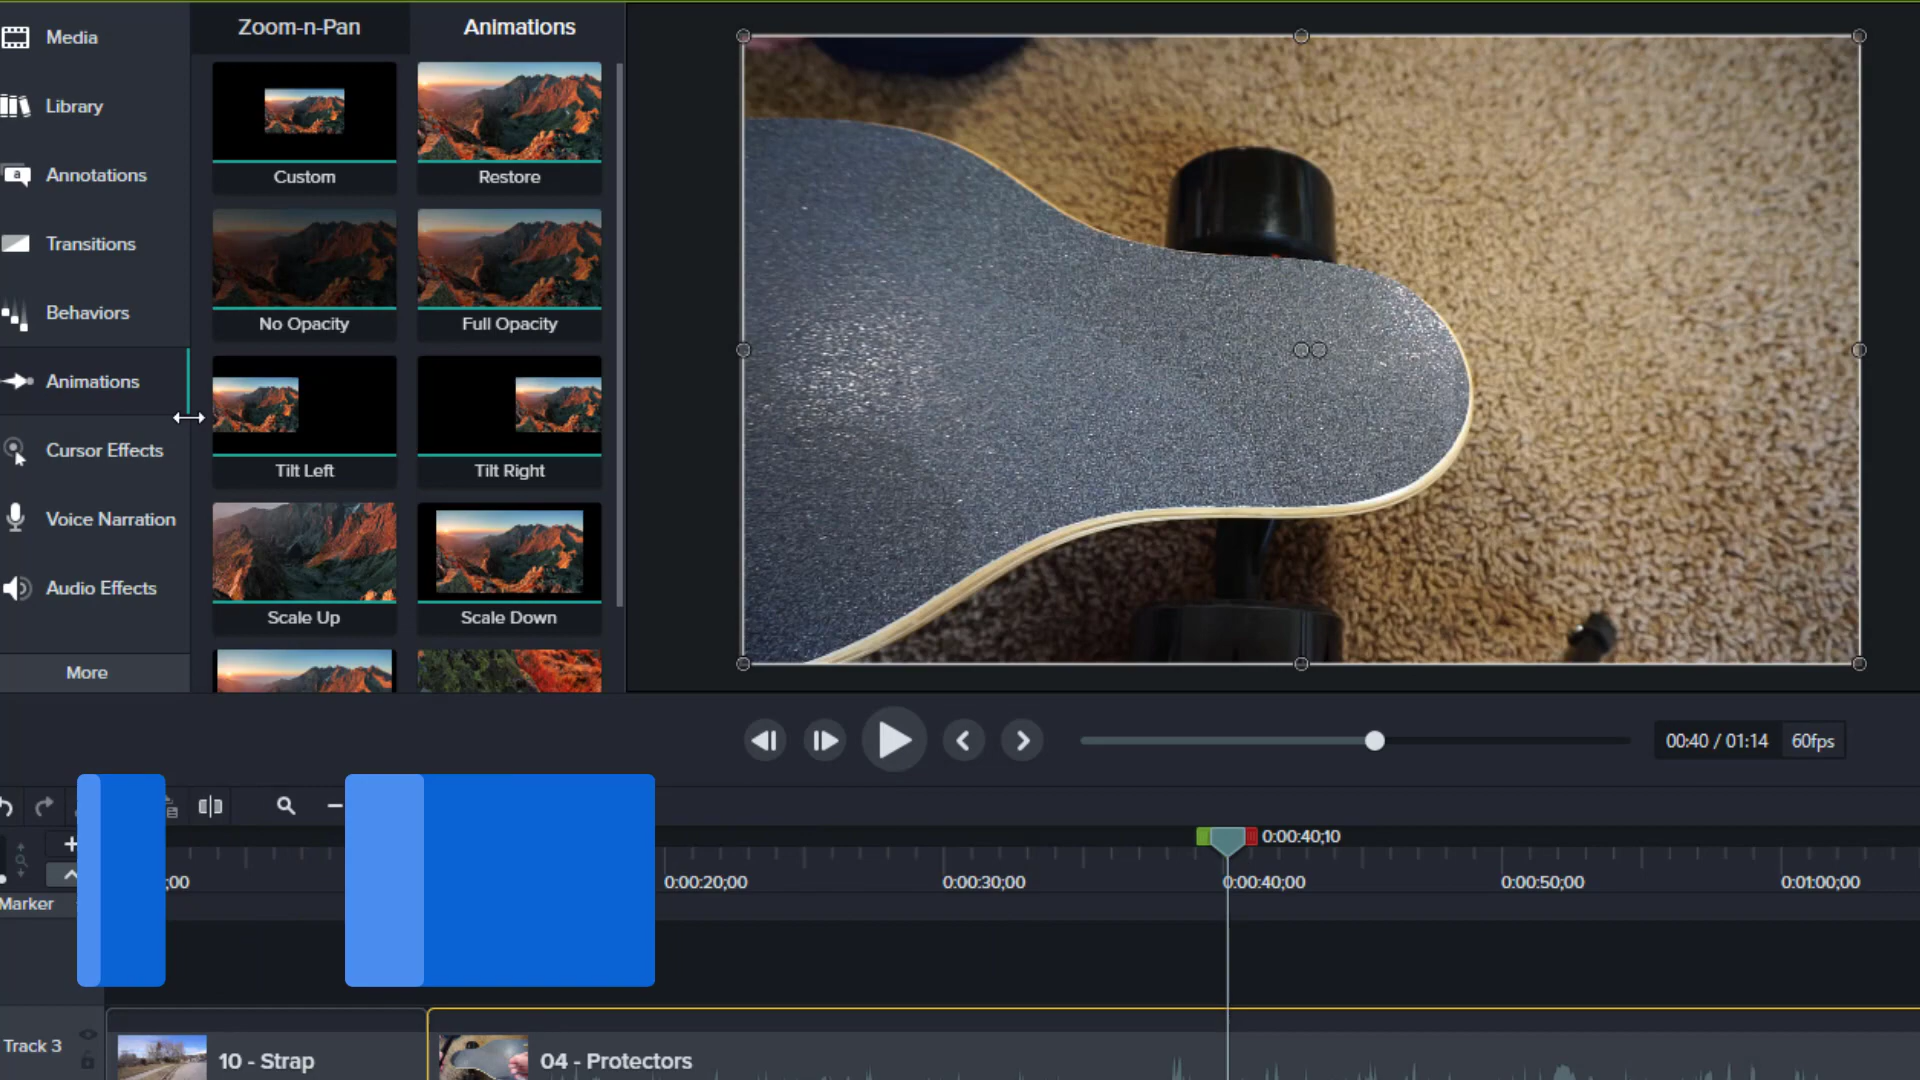 Media
Library
Annotations
Transitions
Behaviors
Animations
Cursor Effects
Voice Narration
Audio Effects
More
Zoom-n-Pan
Animations
Custom
Restore
No Opacity
Full Opacity
Tilt Left
Tilt Right
Scale Up
Scale Down
00:40 / 01:14
60fps
0:00:40;10
;00
0:00:20;00
0:00:30;00
0:00:40;00
0:00:50;00
0:01:00;00
Marker
Track 3
10 - Strap
04 - Protectors